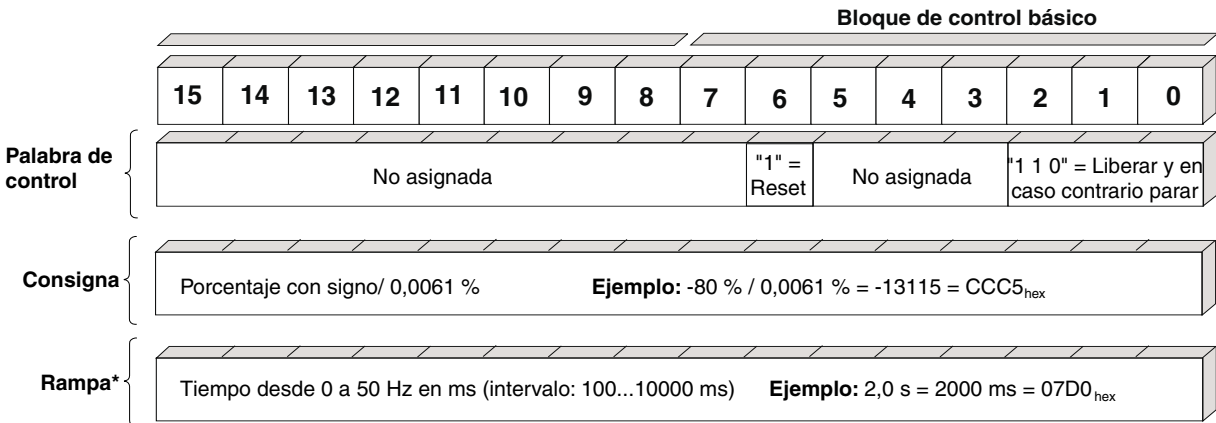 Bloque de control básico
15 14 13 12 11 10 9 8 7 6 5 4 3 2 1 0
Palabra de
control
No asignada
"1" =
Reset
No asignada
"1 1 0" = Liberar y en
caso contrario parar
Consigna
Porcentaje con signo/ 0,0061 % Ejemplo: -80 % / 0,0061 % = -13115 = CCC5hex
Rampa*
Tiempo desde 0 a 50 Hz en ms (intervalo: 100...10000 ms) Ejemplo: 2,0 s = 2000 ms = 07D0hex